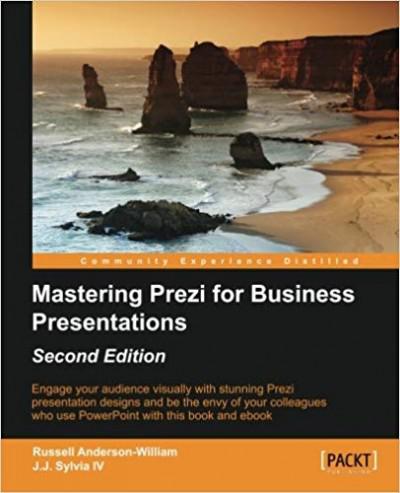 Community Experience Distilled
Mastering Prezi for Business
Presentations
Second Edition
Engage your audience visually with stunning Prezi
presentation designs and be the envy of your colleagues
who use PowerPoint with this book and ebook
Russell Anderson-William
J.J. Sylvia IV
[PACKT]
PUBLISHING